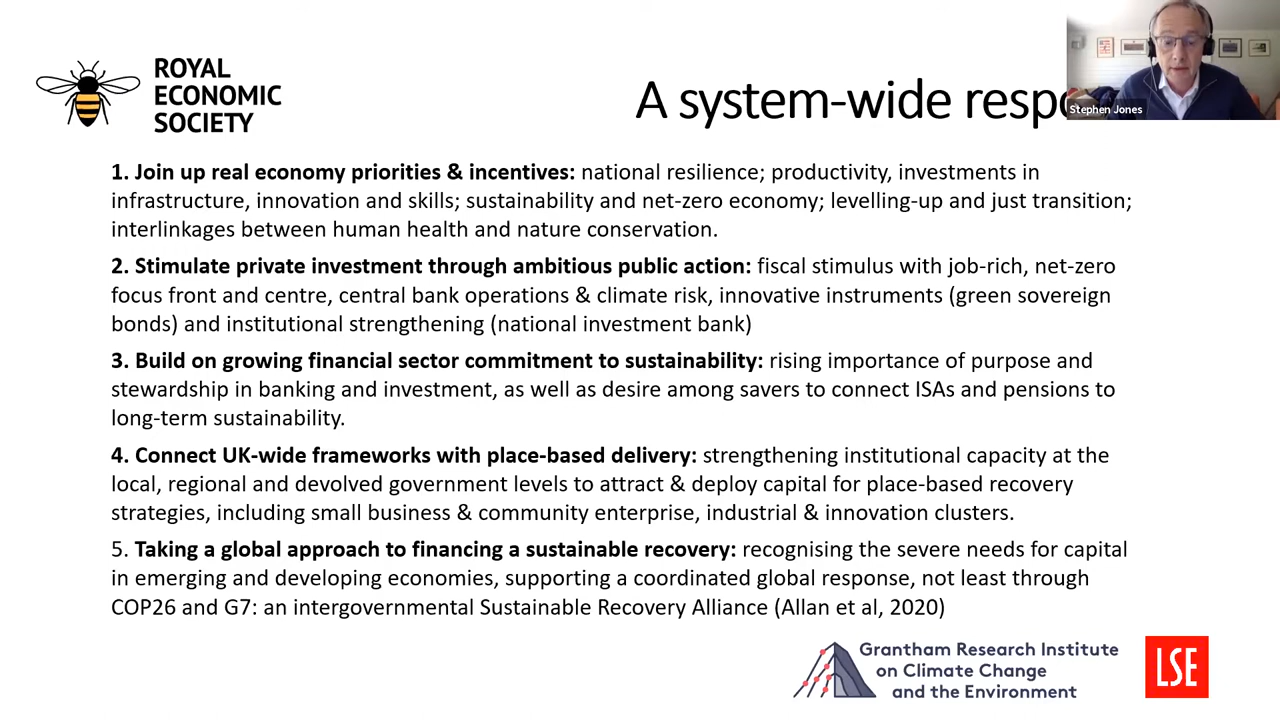 ROYAL
ECONOMIC
SOCIETY
A system-wide respo
Stephen Jones
1. Join up real economy priorities & incentives: national resilience; productivity, investments in
infrastructure, innovation and skills; sustainability and net-zero economy; levelling-up and just transition;
interlinkages between human health and nature conservation.
2. Stimulate private investment through ambitious public action: fiscal stimulus with job-rich, net-zero
focus front and centre, central bank operations & climate risk, innovative instruments (green sovereign
bonds) and institutional strengthening (national investment bank)
3. Build on growing financial sector commitment to sustainability: rising importance of purpose and
stewardship in banking and investment, as well as desire among savers to connect ISAs and pensions to
long-term sustainability.
4. Connect UK-wide frameworks with place-based delivery: strengthening institutional capacity at the
local, regional and devolved government levels to attract & deploy capital for place-based recovery
strategies, including small business & community enterprise, industrial & innovation clusters.
5. Taking a global approach to financing a sustainable recovery: recognising the severe needs for capital
in emerging and developing economies, supporting a coordinated global response, not least through
COP26 and G7: an intergovernmental Sustainable Recovery Alliance (Allan et al, 2020)
Grantham Research Institute
on Climate Change
and the Environment
LSE